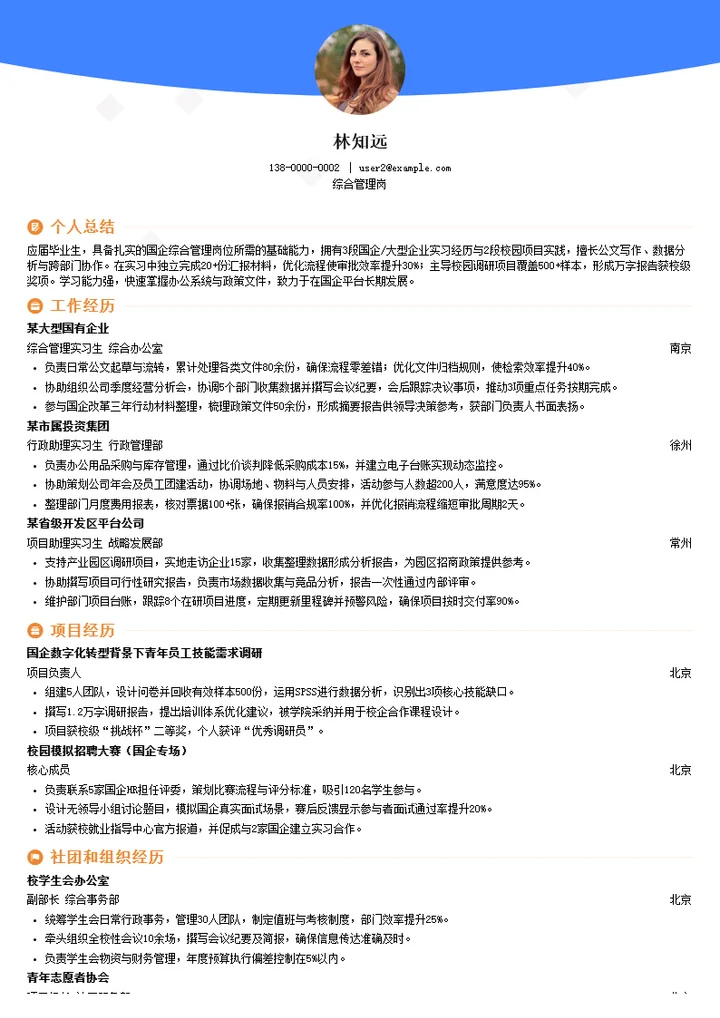 林知远
138-0000-0002 | user2@example.com
综合管理岗
个人总结
应届毕业生，具备扎实的国企综合管理岗位所需的基础能力，拥有3段国企/大型企业实习经历与2段校园项目实践，擅长公文写作、数据分
析与跨部门协作。在实习中独立完成20+份汇报材料，优化流程使审批效率提升30%；主导校园调研项目覆盖500+样本，形成万字报告获校级
奖项。学习能力强，快速掌握办公系统与政策文件，致力于在国企平台长期发展。
工作经历
某大型国有企业
综合管理实习生 综合办公室 南京
• 负责日常公文起草与流转，累计处理各类文件80余份，确保流程零差错；优化文件归档规则，使检索效率提升40%。
• 协助组织公司季度经营分析会，协调5个部门收集数据并撰写会议纪要，会后跟踪决议事项，推动3项重点任务按期完成。
• 参与国企改革三年行动材料整理，梳理政策文件50余份，形成摘要报告供领导决策参考，获部门负责人书面表扬。
某市属投资集团
行政助理实习生 行政管理部 徐州
• 负责办公用品采购与库存管理，通过比价谈判降低采购成本15%，并建立电子台账实现动态监控。
• 协助策划公司年会及员工团建活动，协调场地、物料与人员安排，活动参与人数超200人，满意度达95%。
• 整理部门月度费用报表，核对票据100+张，确保报销合规率100%，并优化报销流程缩短审批周期2天。
某省级开发区平台公司
项目助理实习生 战略发展部 常州
• 支持产业园区调研项目，实地走访企业15家，收集整理数据形成分析报告，为园区招商政策提供参考。
• 协助撰写项目可行性研究报告，负责市场数据收集与竞品分析，报告一次性通过内部评审。
• 维护部门项目台账，跟踪8个在研项目进度，定期更新里程碑并预警风险，确保项目按时交付率90%。
项目经历
国企数字化转型背景下青年员工技能需求调研
项目负责人 北京
• 组建5人团队，设计问卷并回收有效样本500份，运用SPSS进行数据分析，识别出3项核心技能缺口。
• 撰写1.2万字调研报告，提出培训体系优化建议，被学院采纳并用于校企合作课程设计。
• 项目获校级“挑战杯”二等奖，个人获评“优秀调研员”。
校园模拟招聘大赛（国企专场）
核心成员 北京
• 负责联系5家国企HR担任评委，策划比赛流程与评分标准，吸引120名学生参与。
• 设计无领导小组讨论题目，模拟国企真实面试场景，赛后反馈显示参与者面试通过率提升20%。
• 活动获校就业指导中心官方报道，并促成与2家国企建立实习合作。
社团和组织经历
校学生会办公室
副部长 综合事务部 北京
• 统筹学生会日常行政事务，管理30人团队，制定值班与考核制度，部门效率提升25%。
• 牵头组织全校性会议10余场，撰写会议纪要及简报，确保信息传达准确及时。
• 负责学生会物资与财务管理，年度预算执行偏差控制在5%以内。
青年志愿者协会